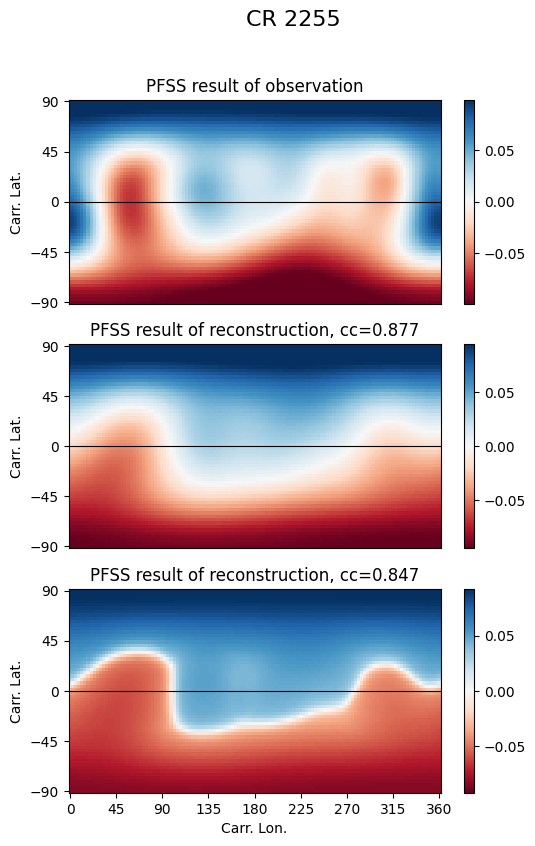 CR 2255
PFSS result of observation
90
45
0
−45
−90
Carr. Lat.
0.05
0.00
−0.05
PFSS result of reconstruction, cc=0.877
90
45
0
−45
−90
Carr. Lat.
0.05
0.00
−0.05
PFSS result of reconstruction, cc=0.847
90
45
0
−45
−90
Carr. Lat.
0.05
0.00
−0.05
0 45 90 135 180 225 270 315 360
Carr. Lon.